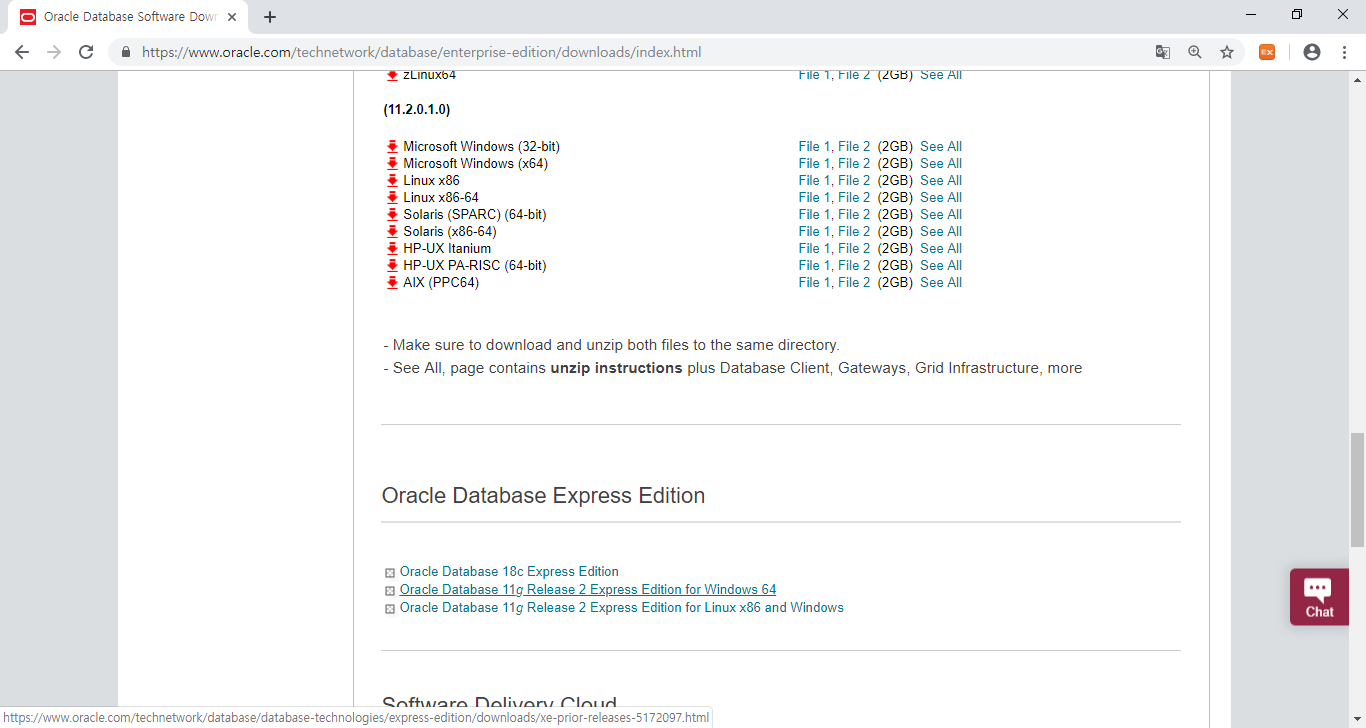 Oracle Database Software Dow
https://www.oracle.com/technetwork/database/enterprise-edition/downloads/index.html
EX
zLinux64 File 1, File 2 (2GB) See All
(11.2.0.1.0)
Microsoft Windows (32-bit) File 1, File 2 (2GB) See All
Microsoft Windows (x64) File 1, File 2 (2GB) See All
Linux x86 File 1, File 2 (2GB) See All
Linux x86-64 File 1, File 2 (2GB) See All
Solaris (SPARC) (64-bit) File 1, File 2 (2GB) See All
Solaris (x86-64) File 1, File 2 (2GB) See All
HP-UX Itanium File 1, File 2 (2GB) See All
HP-UX PA-RISC (64-bit) File 1, File 2 (2GB) See All
AIX (PPC64) File 1, File 2 (2GB) See All
- Make sure to download and unzip both files to the same directory.
- See All, page contains unzip instructions plus Database Client, Gateways, Grid Infrastructure, more
Oracle Database Express Edition
Oracle Database 18c Express Edition
Oracle Database 11g Release 2 Express Edition for Windows 64
Oracle Database 11g Release 2 Express Edition for Linux x86 and Windows
Chat
Software Delivery Cloud
https://www.oracle.com/technetwork/database/database-technologies/express-edition/downloads/xe-prior-releases-5172097.html